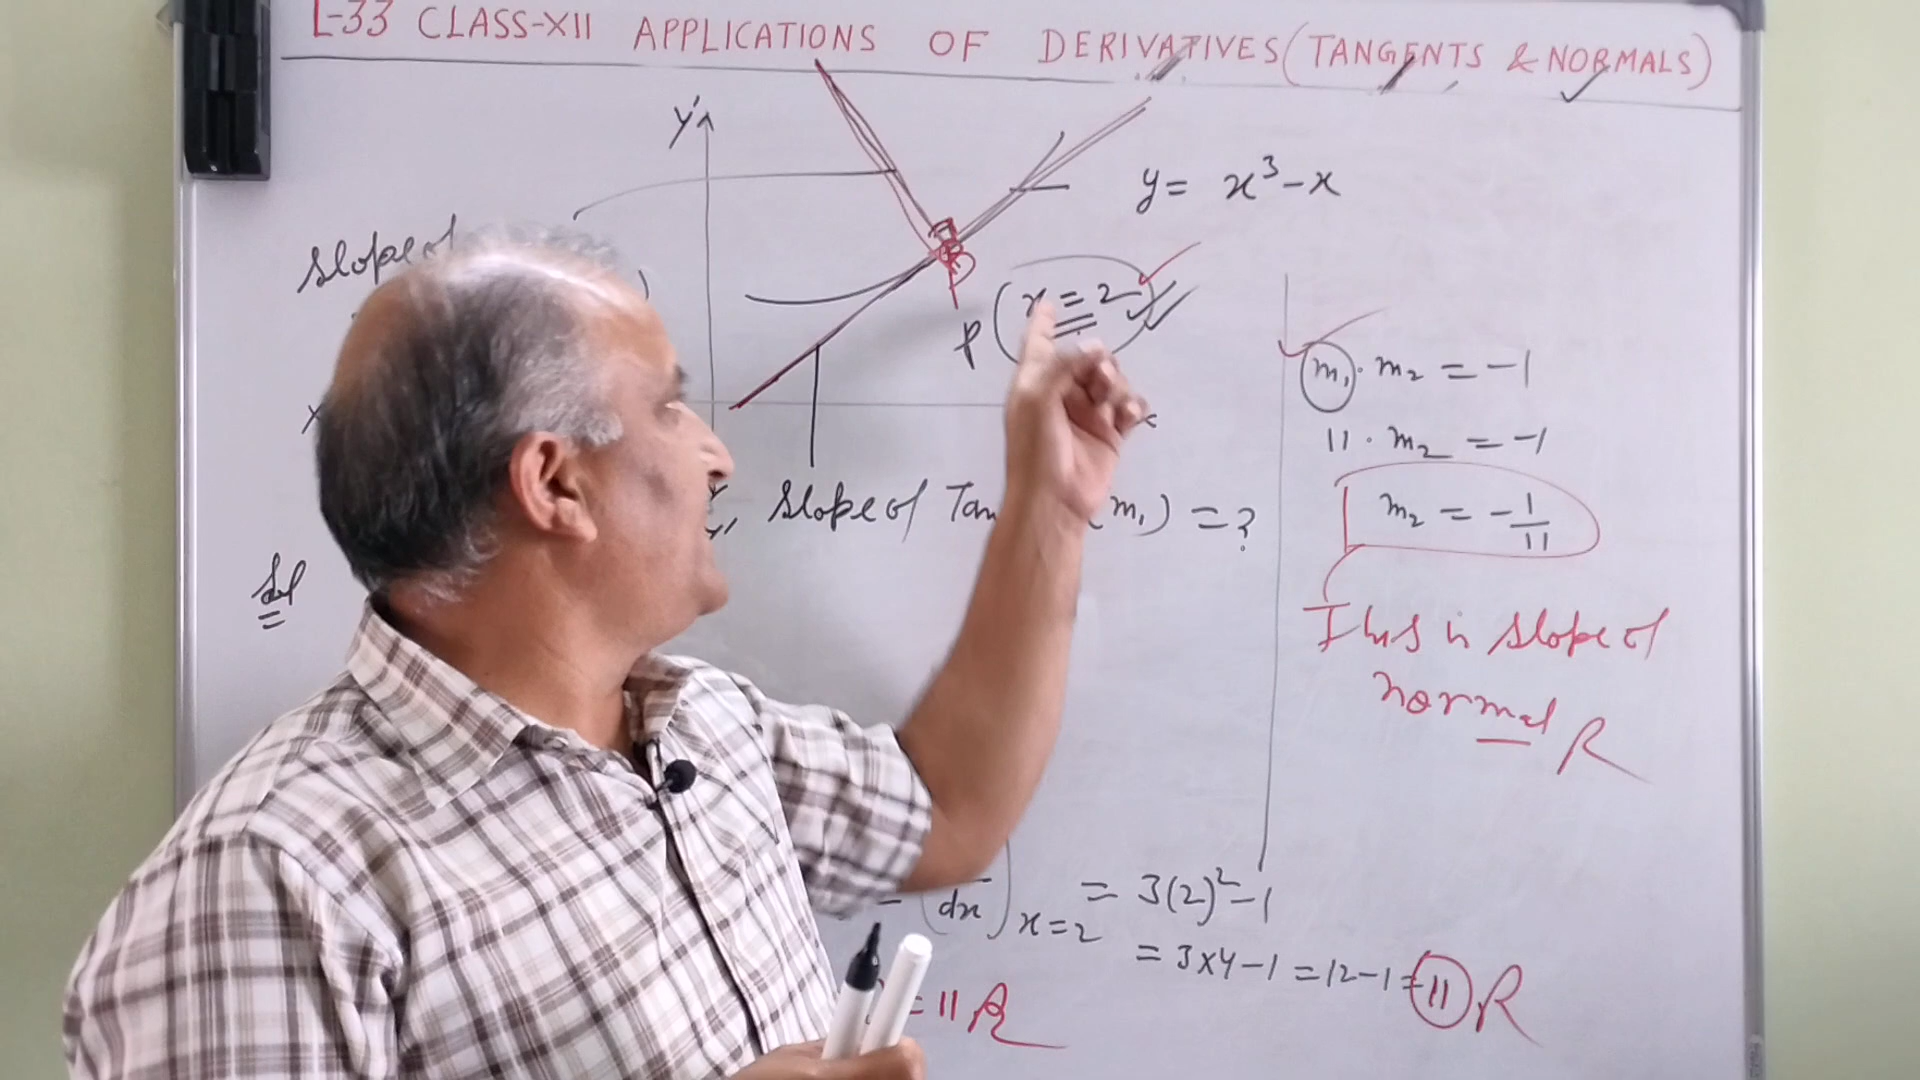 L-33 CLASS-XII APPLICATIONS OF DERIVATIVES (TANGENTS & NORMALS)
y'
y = x³-x
Slope of
P (x = 2)
P
m₁. m₂ = -1
11. m₂ = -1
m₂ = -1/11
x
Slope of Tan (m₁) = ?
Sol
This is slope of
normal R
dx)x=2 = 3(2)²-1
= 3x4-1 = 12-1 = 11 R
= 11 R